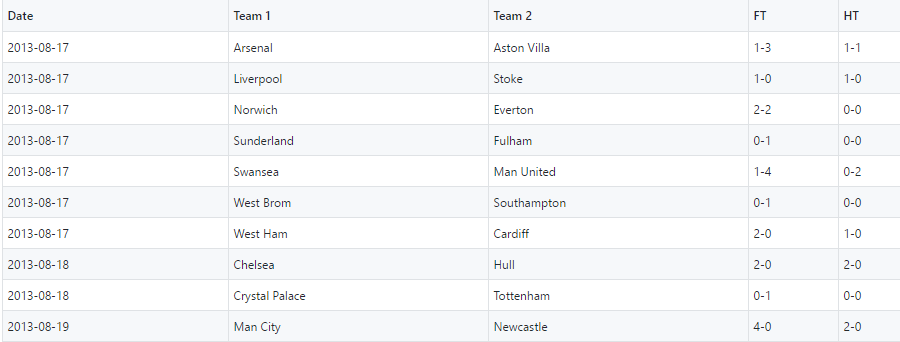 Date Team 1 Team 2 FT HT
2013-08-17 Arsenal Aston Villa 1-3 1-1
2013-08-17 Liverpool Stoke 1-0 1-0
2013-08-17 Norwich Everton 2-2 0-0
2013-08-17 Sunderland Fulham 0-1 0-0
2013-08-17 Swansea Man United 1-4 0-2
2013-08-17 West Brom Southampton 0-1 0-0
2013-08-17 West Ham Cardiff 2-0 1-0
2013-08-18 Chelsea Hull 2-0 2-0
2013-08-18 Crystal Palace Tottenham 0-1 0-0
2013-08-19 Man City Newcastle 4-0 2-0